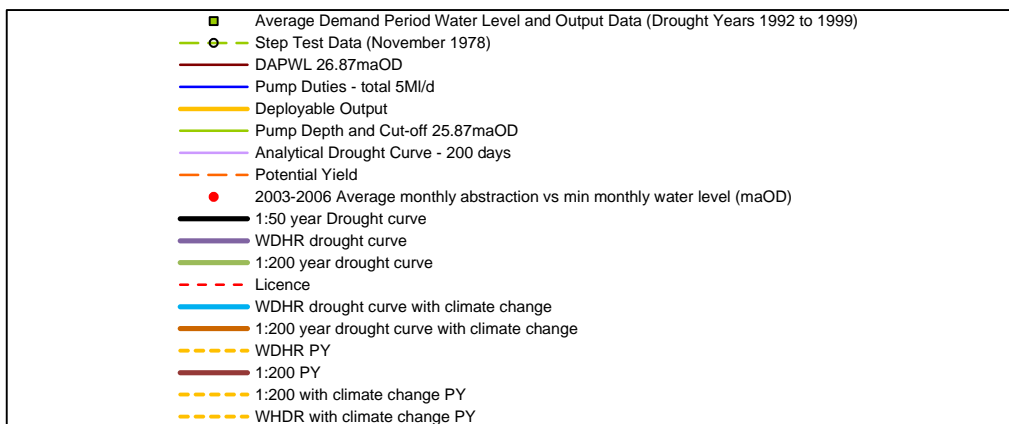 Average Demand Period Water Level and Output Data (Drought Years 1992 to 1999)
Step Test Data (November 1978)
DAPWL 26.87maOD
Pump Duties - total 5Ml/d
Deployable Output
Pump Depth and Cut-off 25.87maOD
Analytical Drought Curve - 200 days
Potential Yield
2003-2006 Average monthly abstraction vs min monthly water level (maOD)
1:50 year Drought curve
WDHR drought curve
1:200 year drought curve
Licence
WDHR drought curve with climate change
1:200 year drought curve with climate change
WDHR PY
1:200 PY
1:200 with climate change PY
WHDR with climate change PY